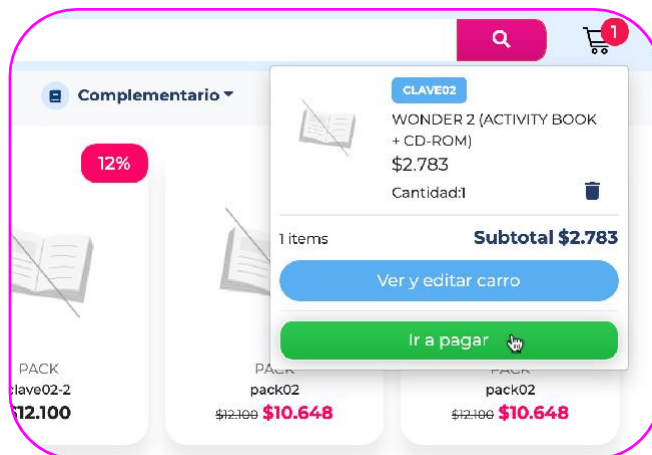 1
Complementario
CLAVE02
WONDER 2 (ACTIVITY BOOK
+ CD-ROM)
$2.783
Cantidad:1
12%
1 items
Subtotal $2.783
Ver y editar carro
Ir a pagar
PACK
clave02-2
$12.100
PACK
pack02
$12.100 $10.648
PACK
pack02
$12.100 $10.648